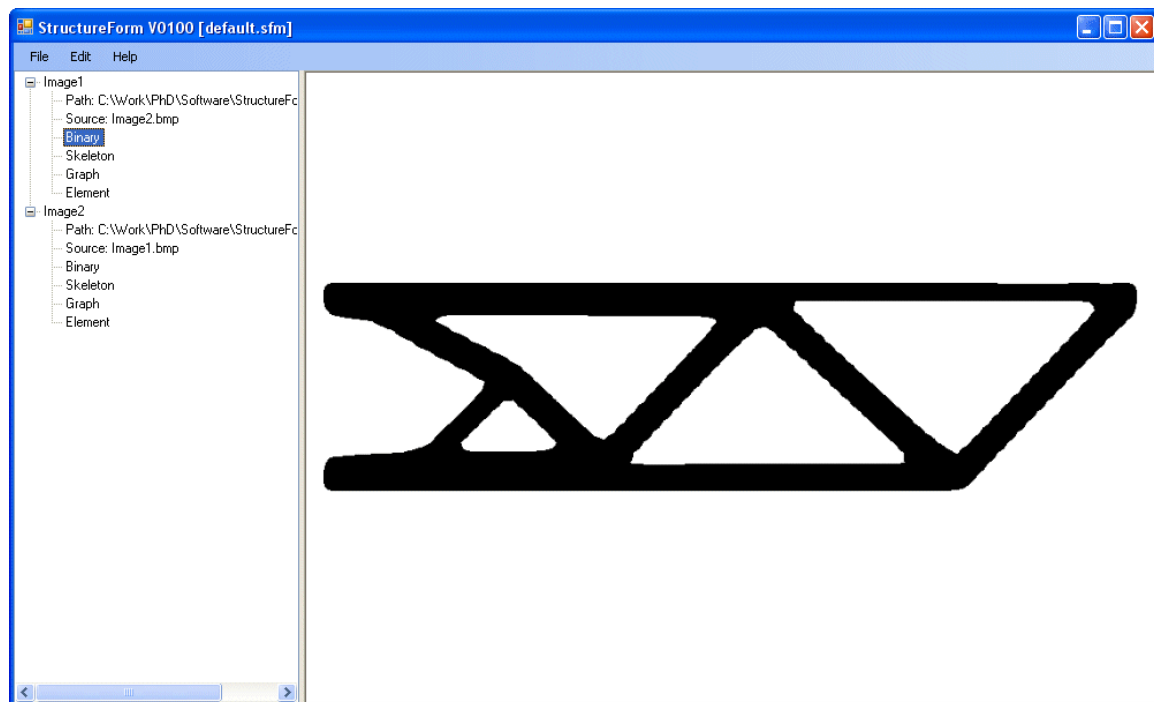 StructureForm V0100 [default.sfm]
File Edit Help
Image1
Path: C:\Work\PhD\Software\StructureFc
Source: Image2.bmp
Binary
Skeleton
Graph
Element
Image2
Path: C:\Work\PhD\Software\StructureFc
Source: Image1.bmp
Binary
Skeleton
Graph
Element